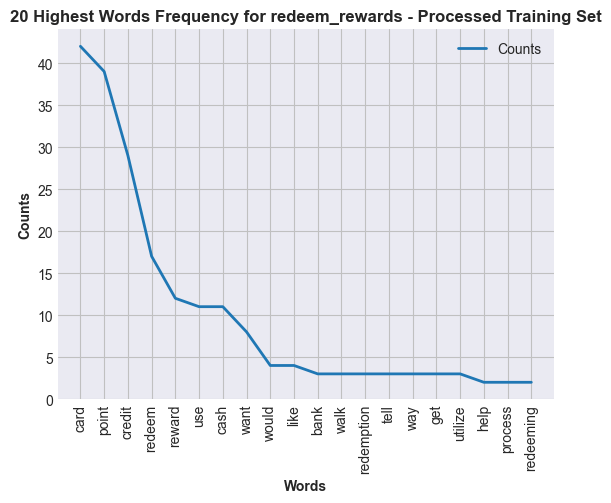 20 Highest Words Frequency for redeem_rewards - Processed Training Set
Counts
40
35
30
25
20
15
10
5
0
Counts
card
point
credit
redeem
reward
use
cash
want
would
like
bank
walk
redemption
tell
way
get
utilize
help
process
redeeming
Words